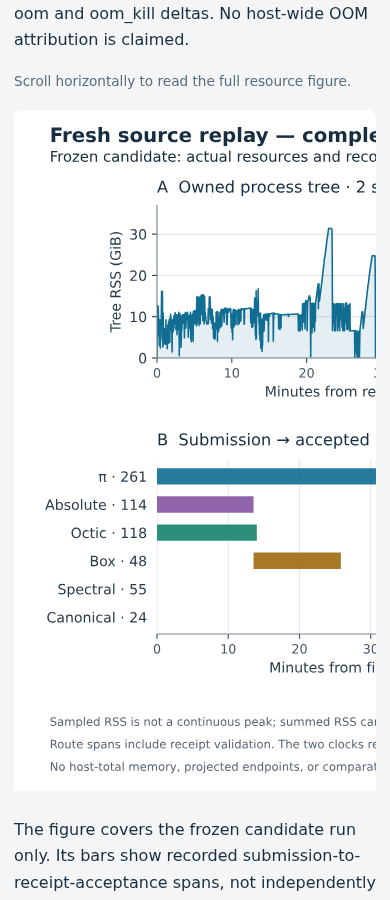 oom and oom_kill deltas. No host-wide OOM
attribution is claimed.
Scroll horizontally to read the full resource figure.
Fresh source replay — comple
Frozen candidate: actual resources and reco
A Owned process tree · 2 s
Tree RSS (GiB)
30
20
10
0
0 10 20 3
Minutes from re
B Submission → accepted
π · 261
Absolute · 114
Octic · 118
Box · 48
Spectral · 55
Canonical · 24
0 10 20 30
Minutes from fi
Sampled RSS is not a continuous peak; summed RSS can
Route spans include receipt validation. The two clocks re
No host-total memory, projected endpoints, or comparat
The figure covers the frozen candidate run
only. Its bars show recorded submission-to-
receipt-acceptance spans, not independently